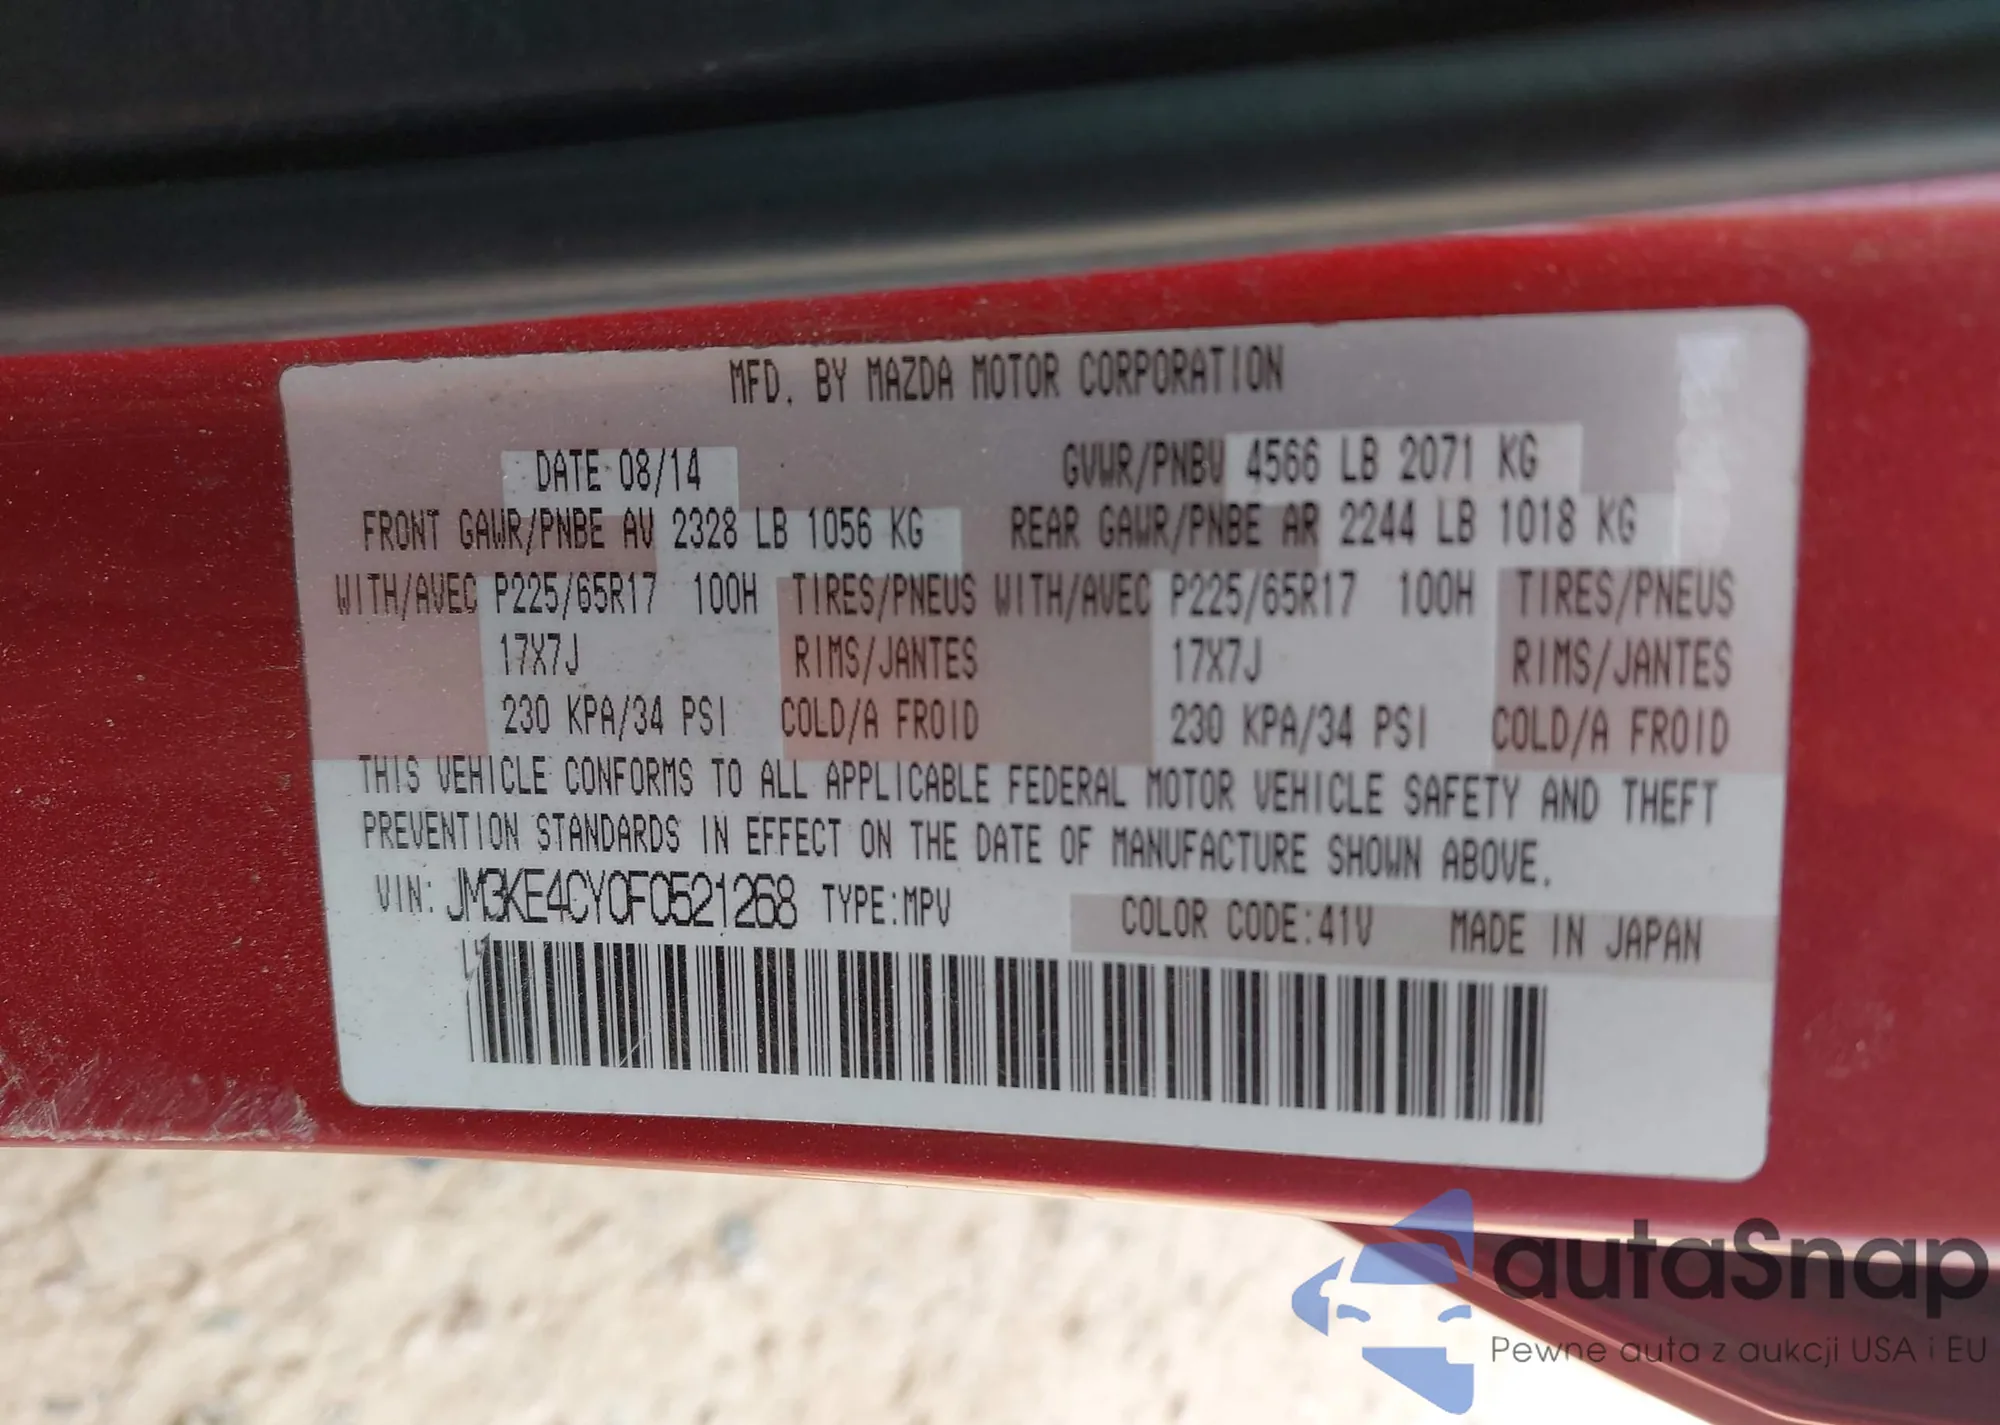 MFD. BY MAZDA MOTOR CORPORATION
DATE 08/14 GVWR/PNBV 4566 LB 2071 KG
FRONT GAWR/PNBE AV 2328 LB 1056 KG REAR GAWR/PNBE AR 2244 LB 1018 KG
WITH/AVEC P225/65R17 100H TIRES/PNEUS WITH/AVEC P225/65R17 100H TIRES/PNEUS
17X7J RIMS/JANTES 17X7J RIMS/JANTES
230 KPA/34 PSI COLD/A FROID 230 KPA/34 PSI COLD/A FROID
THIS VEHICLE CONFORMS TO ALL APPLICABLE FEDERAL MOTOR VEHICLE SAFETY AND THEFT
PREVENTION STANDARDS IN EFFECT ON THE DATE OF MANUFACTURE SHOWN ABOVE.
VIN: JM3KE4CY0F0521268 TYPE:MPV COLOR CODE:41V MADE IN JAPAN
autaSnap
Pewne auta z aukcji USA i EU